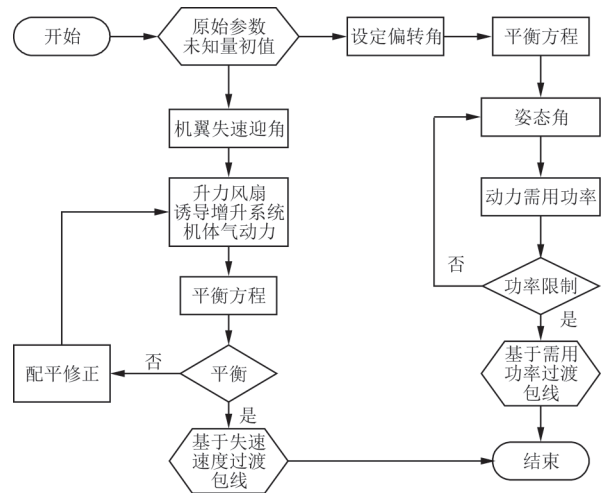 开始
原始参数
未知量初值
设定偏转角
平衡方程
机翼失速迎角
姿态角
升力风扇
诱导增升系统
机体气动力
动力需用功率
平衡方程
否
功率限制
是
配平修正
否
平衡
是
基于需用
功率过渡
包线
基于失速
速度过渡
包线
结束